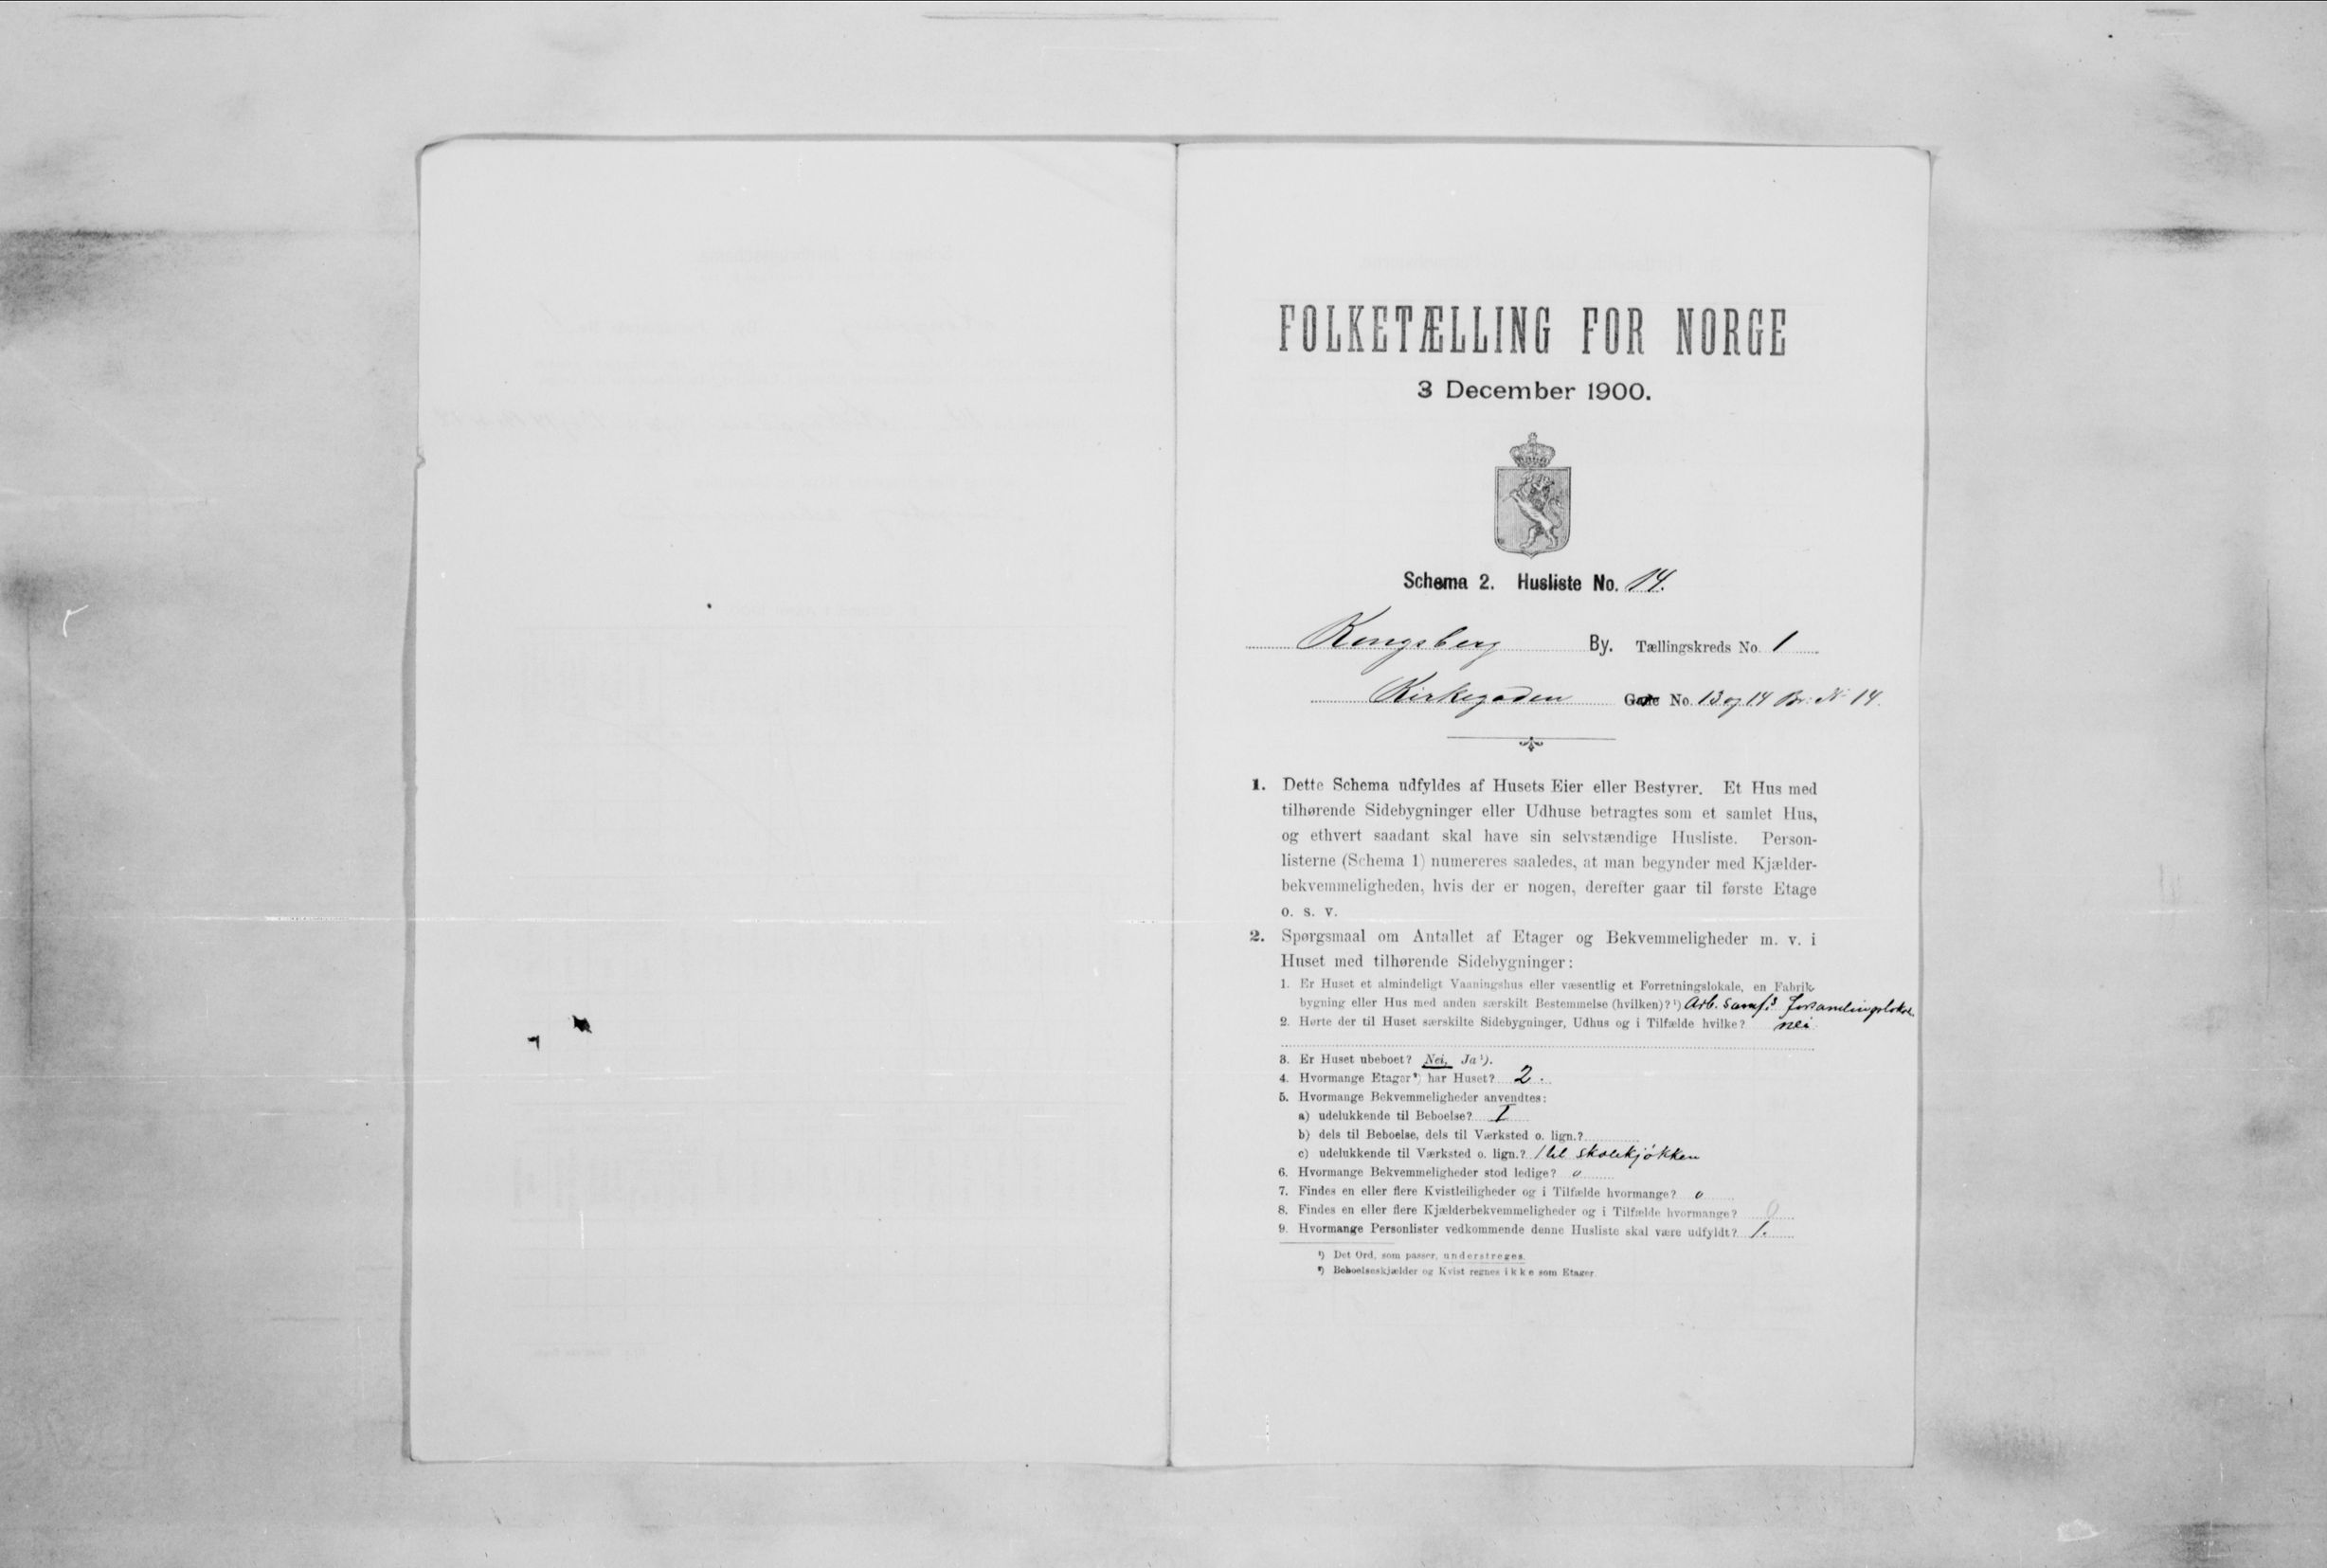 FOLKETÆLLING FOR NORGE
3 December 1900.
Schema 2. Husliste No. 14.
Kongsberg By. Tællingskreds No. 1
Kirkegaden Gade No. 13 og 14 Br. N 14.
1. Dette Schema udfyldes af Husets Eier eller Bestyrer. Et Hus med
tilhørende Sidebygninger eller Udhuse betragtes som et samlet Hus,
og ethvert saadant skal have sin selvstændige Husliste. Person-
listerne (Schema 1) numereres saaledes, at man begynder med Kjælder-
bekvemmeligheden, hvis der er nogen, derefter gaar til første Etage
o. s. v.
2. Spørgsmaal om Antallet af Etager og Bekvemmeligheder m. v. i
Huset med tilhørende Sidebygninger:
1. Er Huset et almindeligt Vaaningshus eller væsentlig et Forretningslokale, en Fabrik-
bygning eller Hus med anden særskilt Bestemmelse (hvilken)?¹) Arb. Samf.s Forsamlingslokal.
2. Hørte der til Huset særskilte Sidebygninger, Udhus og i Tilfælde hvilke? nei
3. Er Huset ubeboet? Nei, Ja¹).
4. Hvormange Etager²) har Huset? 2.
5. Hvormange Bekvemmeligheder anvendtes:
a) udelukkende til Beboelse? I
b) dels til Beboelse, dels til Værksted o. lign.?
c) udelukkende til Værksted o. lign.? 1 til skolekjøkken
6. Hvormange Bekvemmeligheder stod ledige? 0
7. Findes en eller flere Kvistleiligheder og i Tilfælde hvormange? 0
8. Findes en eller flere Kjælderbekvemmeligheder og i Tilfælde hvormange? 0
9. Hvormange Personlister vedkommende denne Husliste skal være udfyldt? 1.
¹) Det Ord, som passer, understreges.
²) Beboelseskjælder og Kvist regnes ikke som Etager.